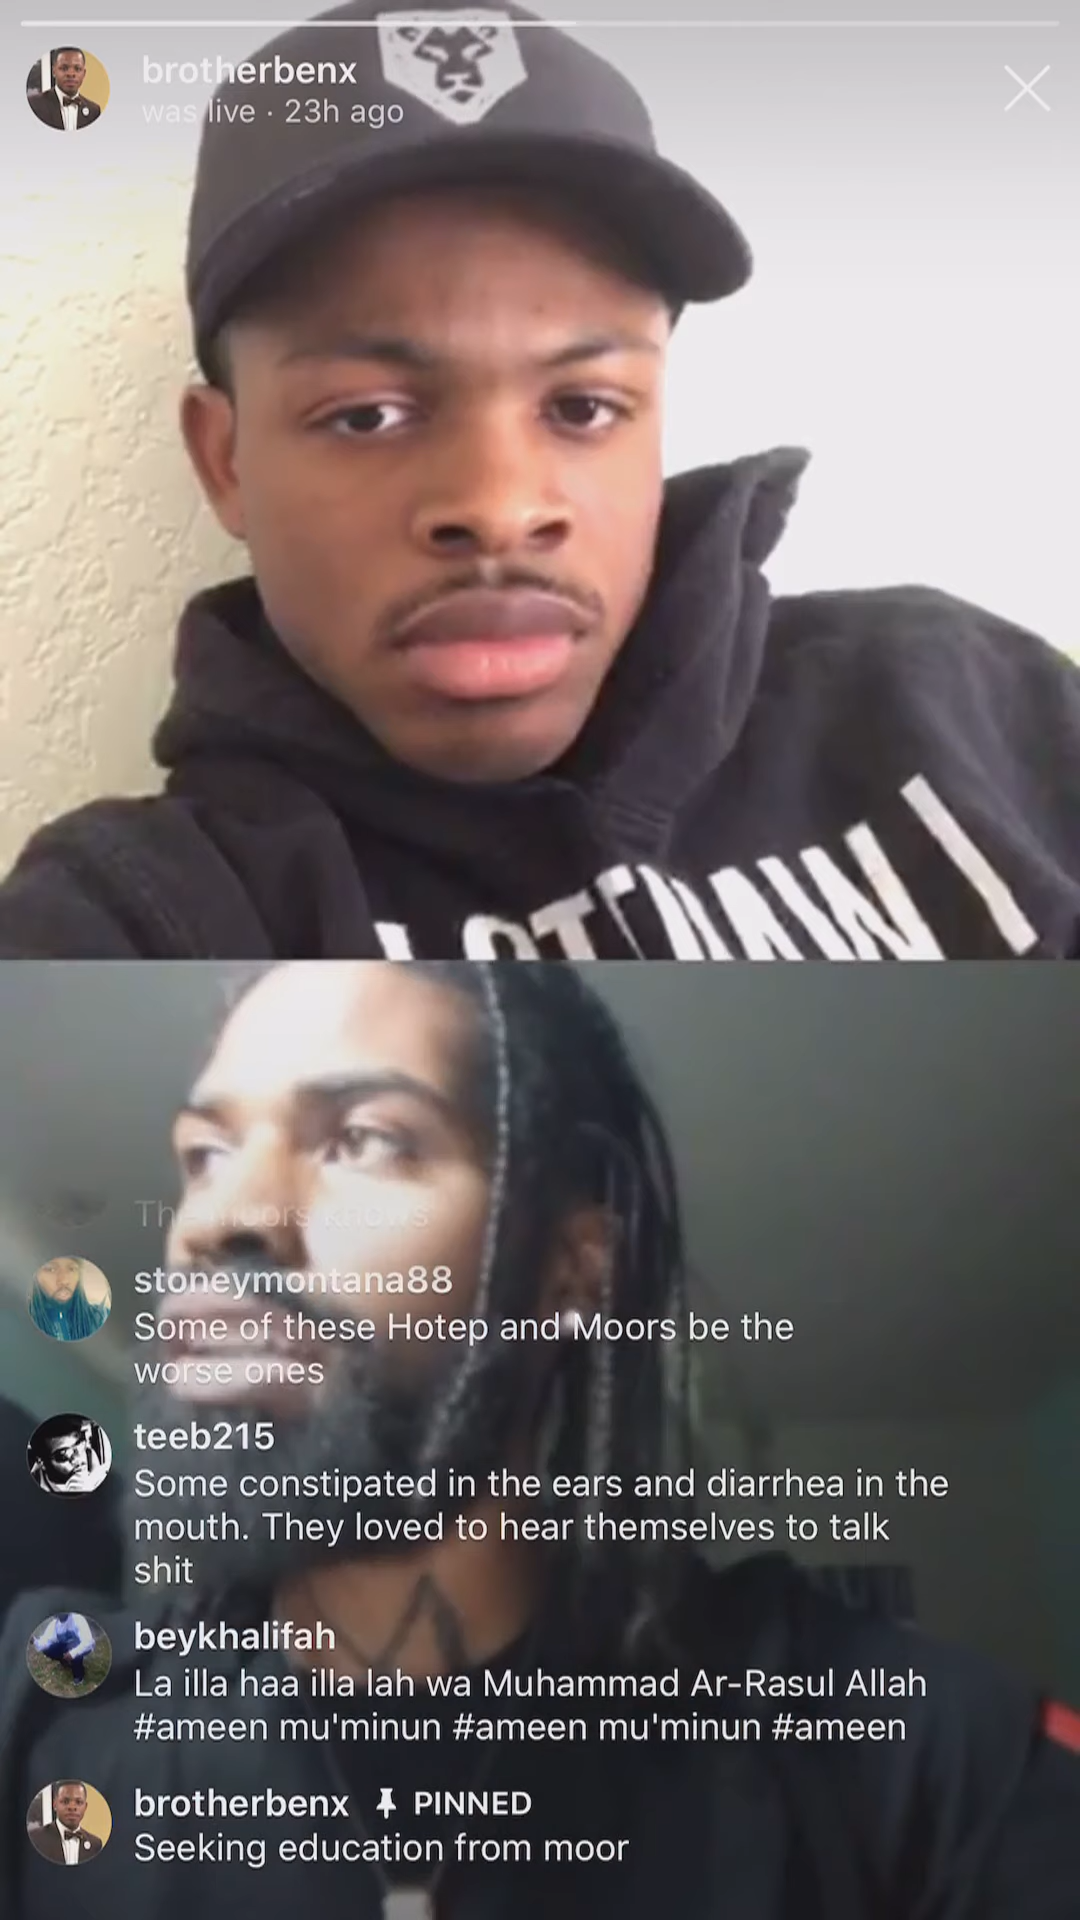 brotherbenx
was live · 23h ago
The moors knows
stoneymontana88
Some of these Hotep and Moors be the
worse ones
teeb215
Some constipated in the ears and diarrhea in the
mouth. They loved to hear themselves to talk
shit
beykhalifah
La illa haa illa lah wa Muhammad Ar-Rasul Allah
#ameen mu'minun #ameen mu'minun #ameen
brotherbenx PINNED
Seeking education from moor